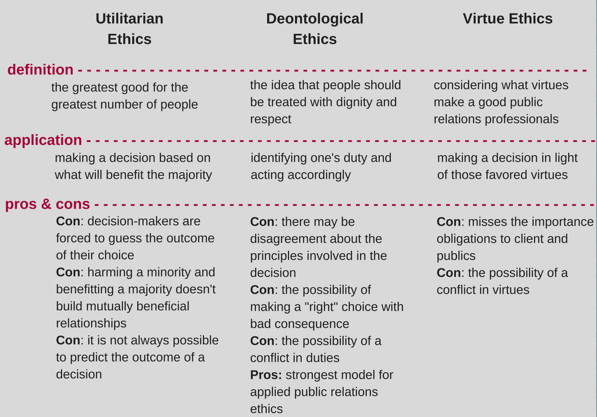 Utilitarian
Ethics
Deontological
Ethics
Virtue Ethics
definition
the greatest good for the
greatest number of people
the idea that people should
be treated with dignity and
respect
considering what virtues
make a good public
relations professionals
application
making a decision based on
what will benefit the majority
identifying one's duty and
acting accordingly
making a decision in light
of those favored virtues
pros & cons
Con: decision-makers are
forced to guess the outcome
of their choice
Con: harming a minority and
benefitting a majority doesn't
build mutually beneficial
relationships
Con: it is not always possible
to predict the outcome of a
decision
Con: there may be
disagreement about the
principles involved in the
decision
Con: the possibility of
making a "right" choice with
bad consequence
Con: the possibility of a
conflict in duties
Pros: strongest model for
applied public relations
ethics
Con: misses the importance
obligations to client and
publics
Con: the possibility of a
conflict in virtues